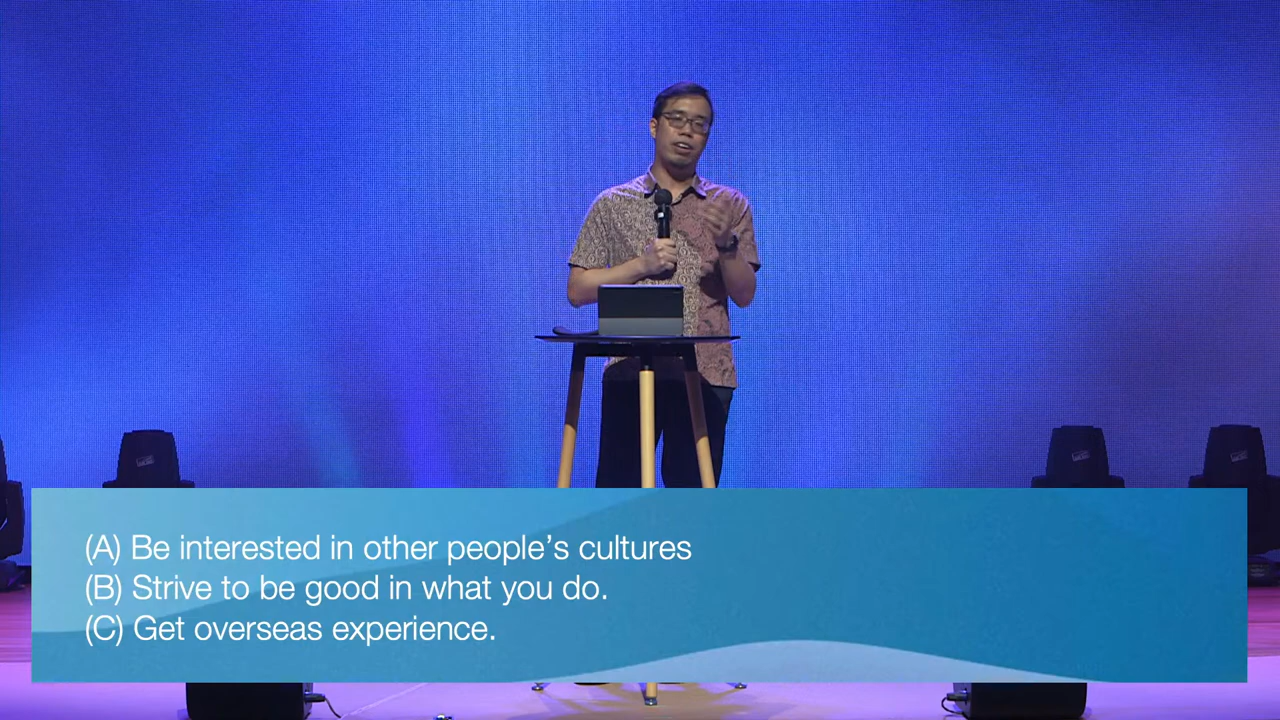 (A) Be interested in other people's cultures
(B) Strive to be good in what you do.
(C) Get overseas experience.